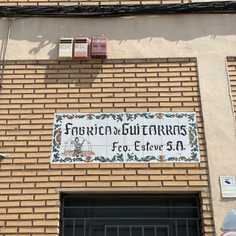 FABRICA de GUITARRAS
Fco. Esteve S.A.